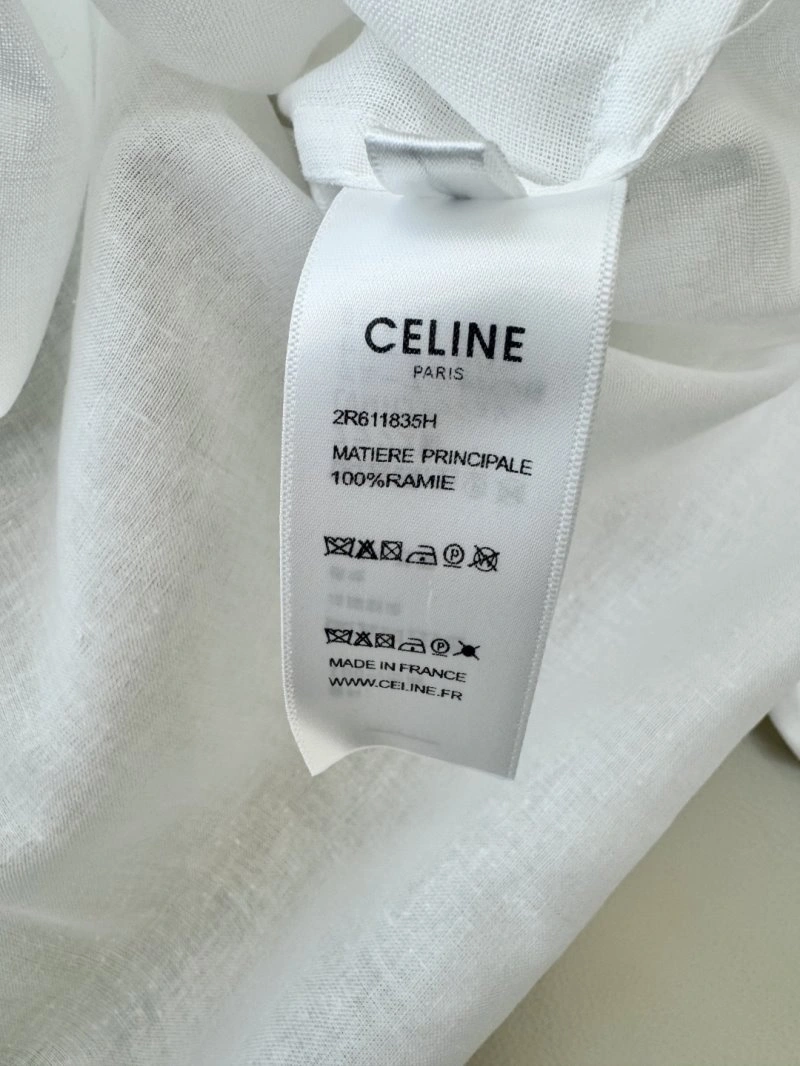 CELINE
PARIS
2R611835H
MATIERE PRINCIPALE
100%RAMIE
P W
P
MADE IN FRANCE
WWW.CELINE.FR